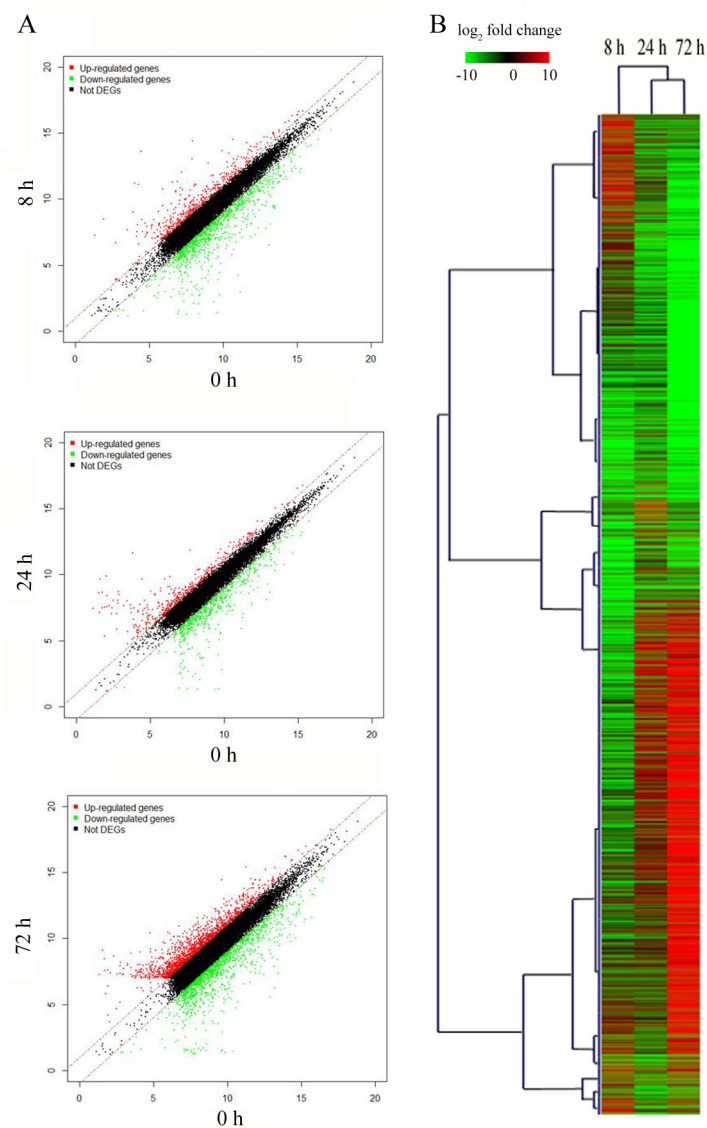 A
Up-regulated genes
Down-regulated genes
Not DEGs
20
15
10
5
0
0 5 10 15 20
8 h
0 h
Up-regulated genes
Down-regulated genes
Not DEGs
20
15
10
5
0
0 5 10 15 20
24 h
0 h
Up-regulated genes
Down-regulated genes
Not DEGs
20
15
10
5
0
0 5 10 15 20
72 h
0 h
B
log2 fold change
-10 0 10
8 h 24 h 72 h